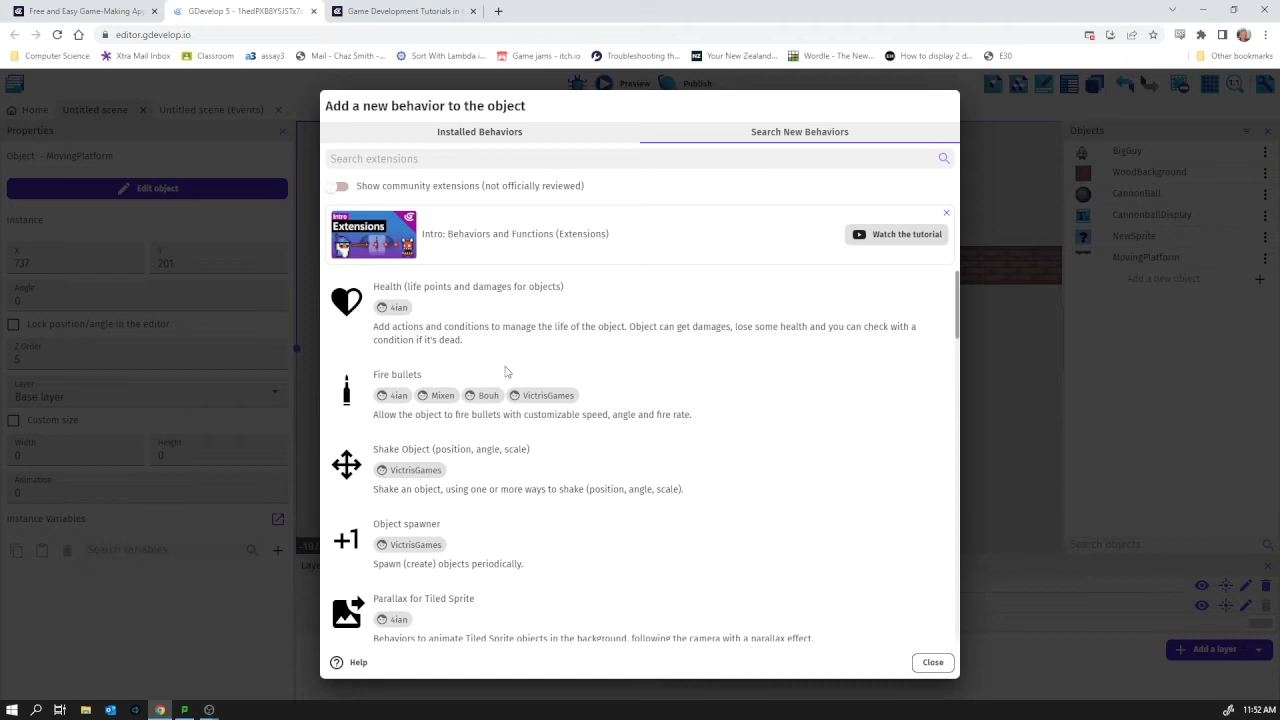 Free and Easy Game-Making Ap
GDevelop 5 - 1hedPXB8YSJSTx7c
Game Development Tutorials in C
editor.gdevelop.io
Computer Science
Xtra Mail Inbox
Classroom
assay3
Mail - Chaz Smith -...
Sort With Lambda i...
Game jams - itch.io
Troubleshooting th...
Your New Zealand...
Wordle - The New...
How to display 2 d...
E30
Other bookmarks
Preview
Publish
Home
Untitled scene
Untitled scene (Events)
Properties
Object - MovingPlatform
Edit object
Instance
X
737
Y
201
Angle
0
Lock position/angle in the editor
Z Order
5
Layer
Base layer
Custom size
Width
0
Height
0
Animation
0
Instance Variables
Search variables
Add a new behavior to the object
Installed Behaviors
Search New Behaviors
Search extensions
Show community extensions (not officially reviewed)
Intro
Extensions
Intro: Behaviors and Functions (Extensions)
Watch the tutorial
Health (life points and damages for objects)
4ian
Add actions and conditions to manage the life of the object. Object can get damages, lose some health and you can check with a
condition if it's dead.
Fire bullets
4ian
Mixen
Bouh
VictrisGames
Allow the object to fire bullets with customizable speed, angle and fire rate.
Shake Object (position, angle, scale)
VictrisGames
Shake an object, using one or more ways to shake (position, angle, scale).
+1
Object spawner
VictrisGames
Spawn (create) objects periodically.
Parallax for Tiled Sprite
4ian
Behaviors to animate Tiled Sprite objects in the background, following the camera with a parallax effect.
Help
Close
Objects
BigGuy
WoodBackground
CannonBall
CannonballDisplay
NewSprite
MovingPlatform
Add a new object
Search objects
Add a layer
11:52 AM